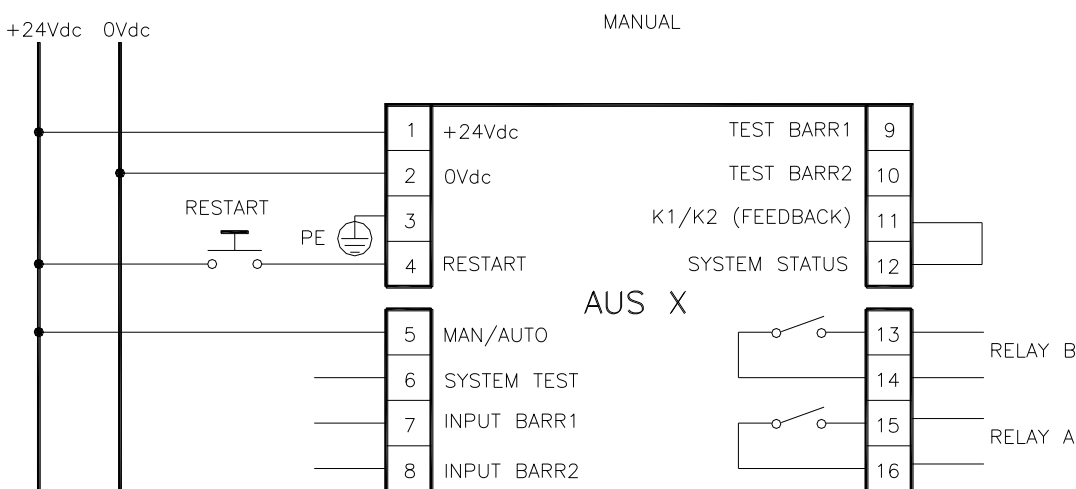 MANUAL
+24Vdc 0Vdc
1 +24Vdc TEST BARR1 9
2 0Vdc TEST BARR2 10
RESTART
PE 3 K1/K2 (FEEDBACK) 11
4 RESTART SYSTEM STATUS 12
AUS X
5 MAN/AUTO 13
RELAY B
6 SYSTEM TEST 14
7 INPUT BARR1 15
RELAY A
8 INPUT BARR2 16